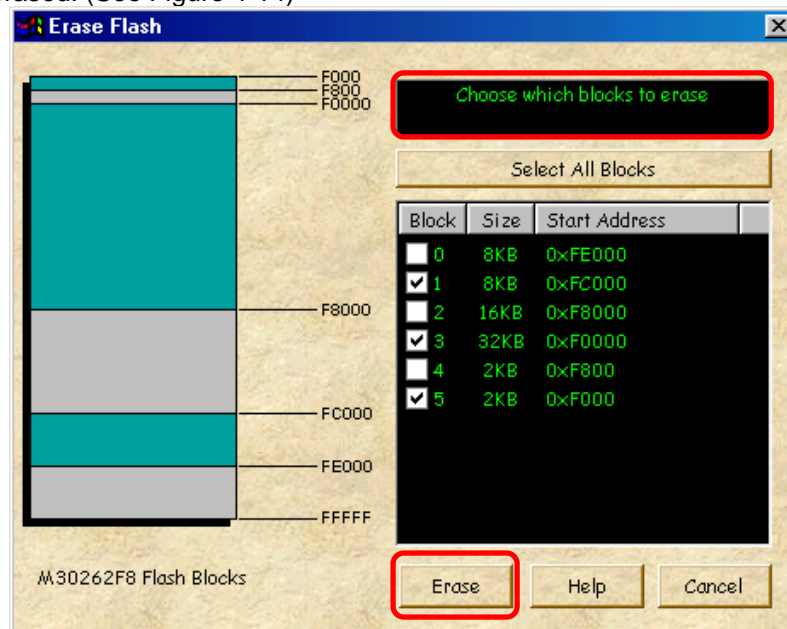 Erase Flash
F000
F800
F0000
F8000
FC000
FE000
FFFFF
M30262F8 Flash Blocks
Choose which blocks to erase
Select All Blocks
Block Size Start Address
0 8KB 0xFE000
1 8KB 0xFC000
2 16KB 0xF8000
3 32KB 0xF0000
4 2KB 0xF800
5 2KB 0xF000
Erase Help Cancel